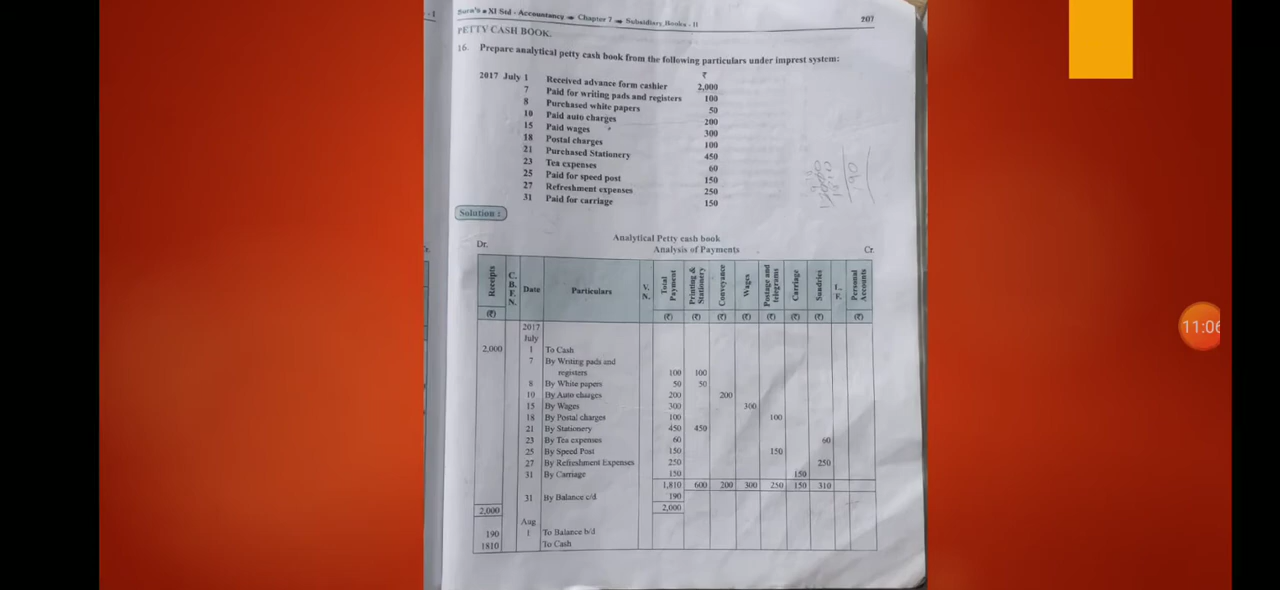 Sura's ● XI Std - Accountancy ➡ Chapter 7 ➡ Subsidiary Books - II 207
PETTY CASH BOOK
16. Prepare analytical petty cash book from the following particulars under imprest system:
₹
2017 July 1 Received advance form cashier 2,000
7 Paid for writing pads and registers 100
8 Purchased white papers 50
10 Paid auto charges 200
15 Paid wages 300
18 Postal charges 100
21 Purchased Stationery 450
23 Tea expenses 60
25 Paid for speed post 150
27 Refreshment expenses 250
31 Paid for carriage 150
Solution :
Analytical Petty cash book
Dr. Analysis of Payments Cr.
Receipts C.B.F.N. Date Particulars V.N. Total Payment Printing & Stationery Conveyance Wages Postage and telegrams Carriage Sundries L.F. Personal Accounts
(₹) (₹) (₹) (₹) (₹) (₹) (₹) (₹) (₹)
2017
July
2,000 1 To Cash
7 By Writing pads and
registers 100 100
8 By White papers 50 50
10 By Auto charges 200 200
15 By Wages 300 300
18 By Postal charges 100 100
21 By Stationery 450 450
23 By Tea expenses 60 60
25 By Speed Post 150 150
27 By Refreshment Expenses 250 250
31 By Carriage 150 150
1,810 600 200 300 250 150 310
31 By Balance c/d 190
2,000 2,000
Aug
190 1 To Balance b/d
1810 To Cash
190
11:06